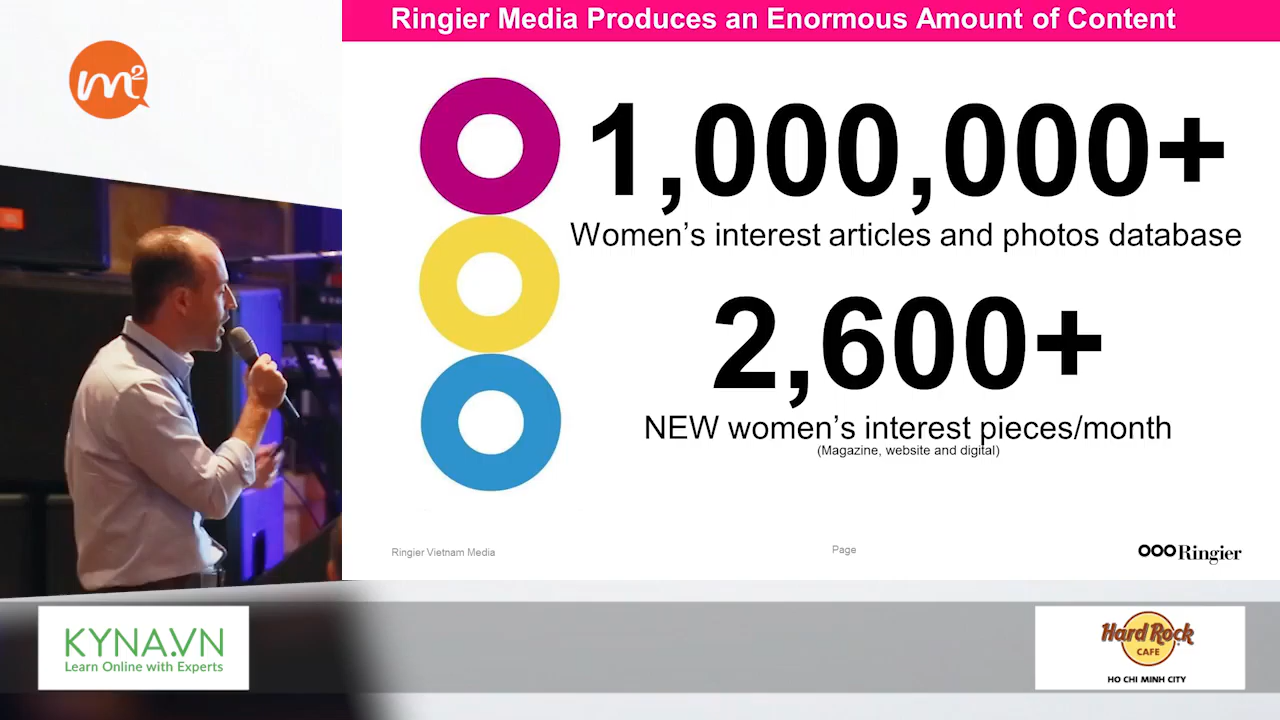 Ringier Media Produces an Enormous Amount of Content
m2
1,000,000+
Women's interest articles and photos database
2,600+
NEW women's interest pieces/month
(Magazine, website and digital)
Ringier Vietnam Media
Page
Ringier
KYNA.VN
Learn Online with Experts
Hard Rock
CAFE
HO CHI MINH CITY